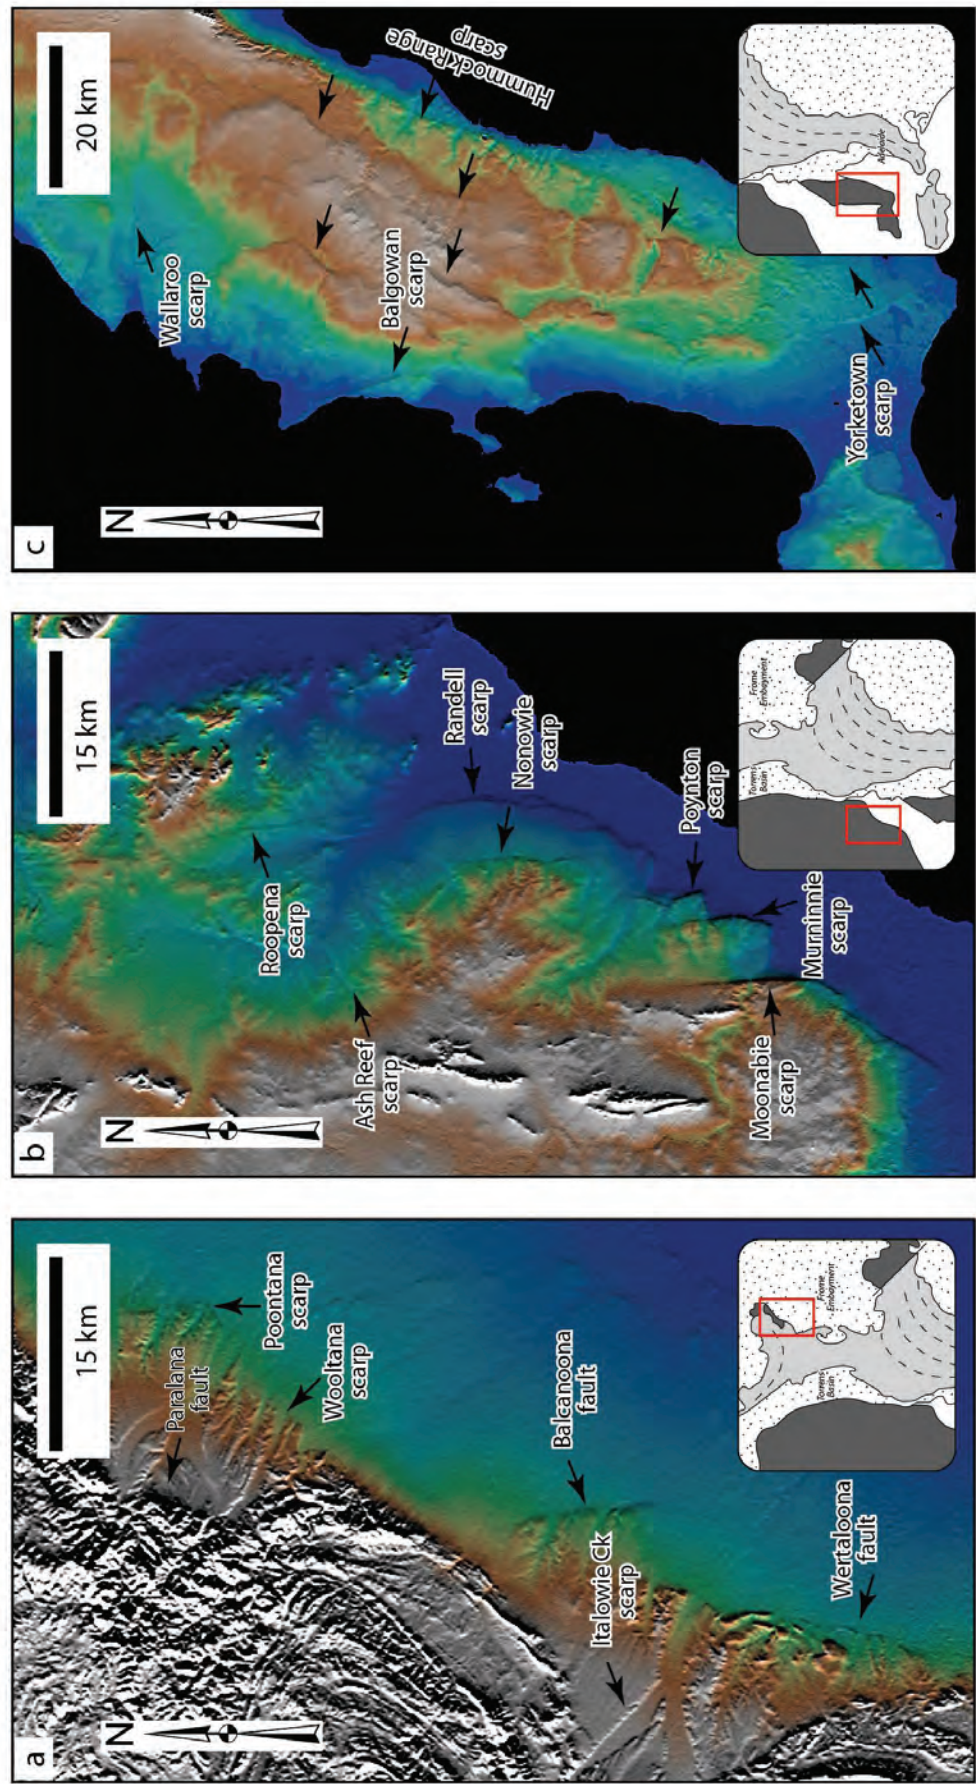 a
N
15 km
Paralana
fault
Poontana
scarp
Wooltana
scarp
Balcanoona
fault
Italowie Ck
scarp
Wertaloona
fault
Torrens
Basin
Frome
Embayment
b
N
15 km
Roopena
scarp
Ash Reef
scarp
Randell
scarp
Nonowie
scarp
Poynton
scarp
Murninnie
scarp
Moonabie
scarp
Torrens
Basin
Frome
Embayment
c
N
20 km
Hummock Range
scarp
Wallaroo
scarp
Balgowan
scarp
Yorketown
scarp
Adelaide